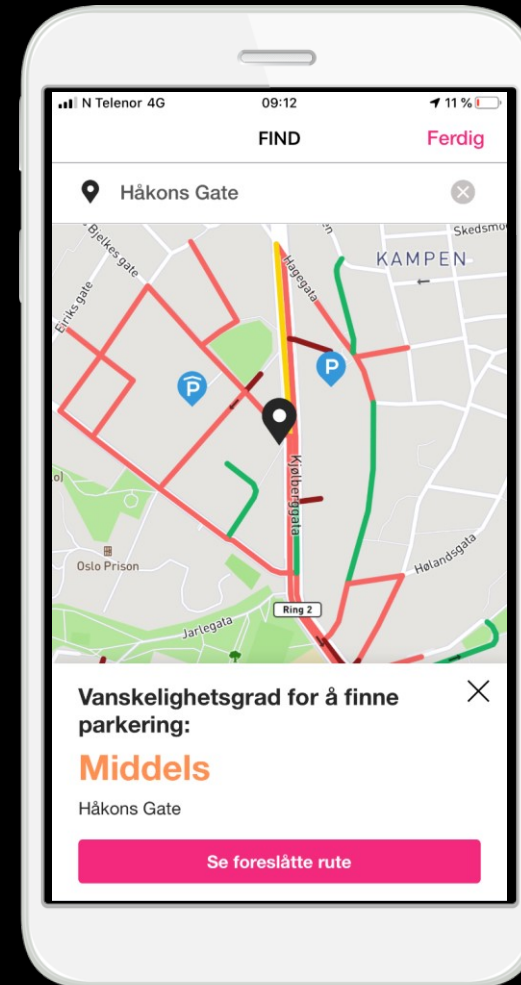 N Telenor 4G
09:12
11 %
FIND
Ferdig
Håkons Gate
Bjelkes gate
Hagegata
Skedsmo
KAMPEN
Eiriks gate
P
P
Kjølberggata
Oslo Prison
Hølandsgata
Ring 2
Jarlegata
Vanskelighetsgrad for å finne
parkering:
Middels
Håkons Gate
Se foreslåtte rute